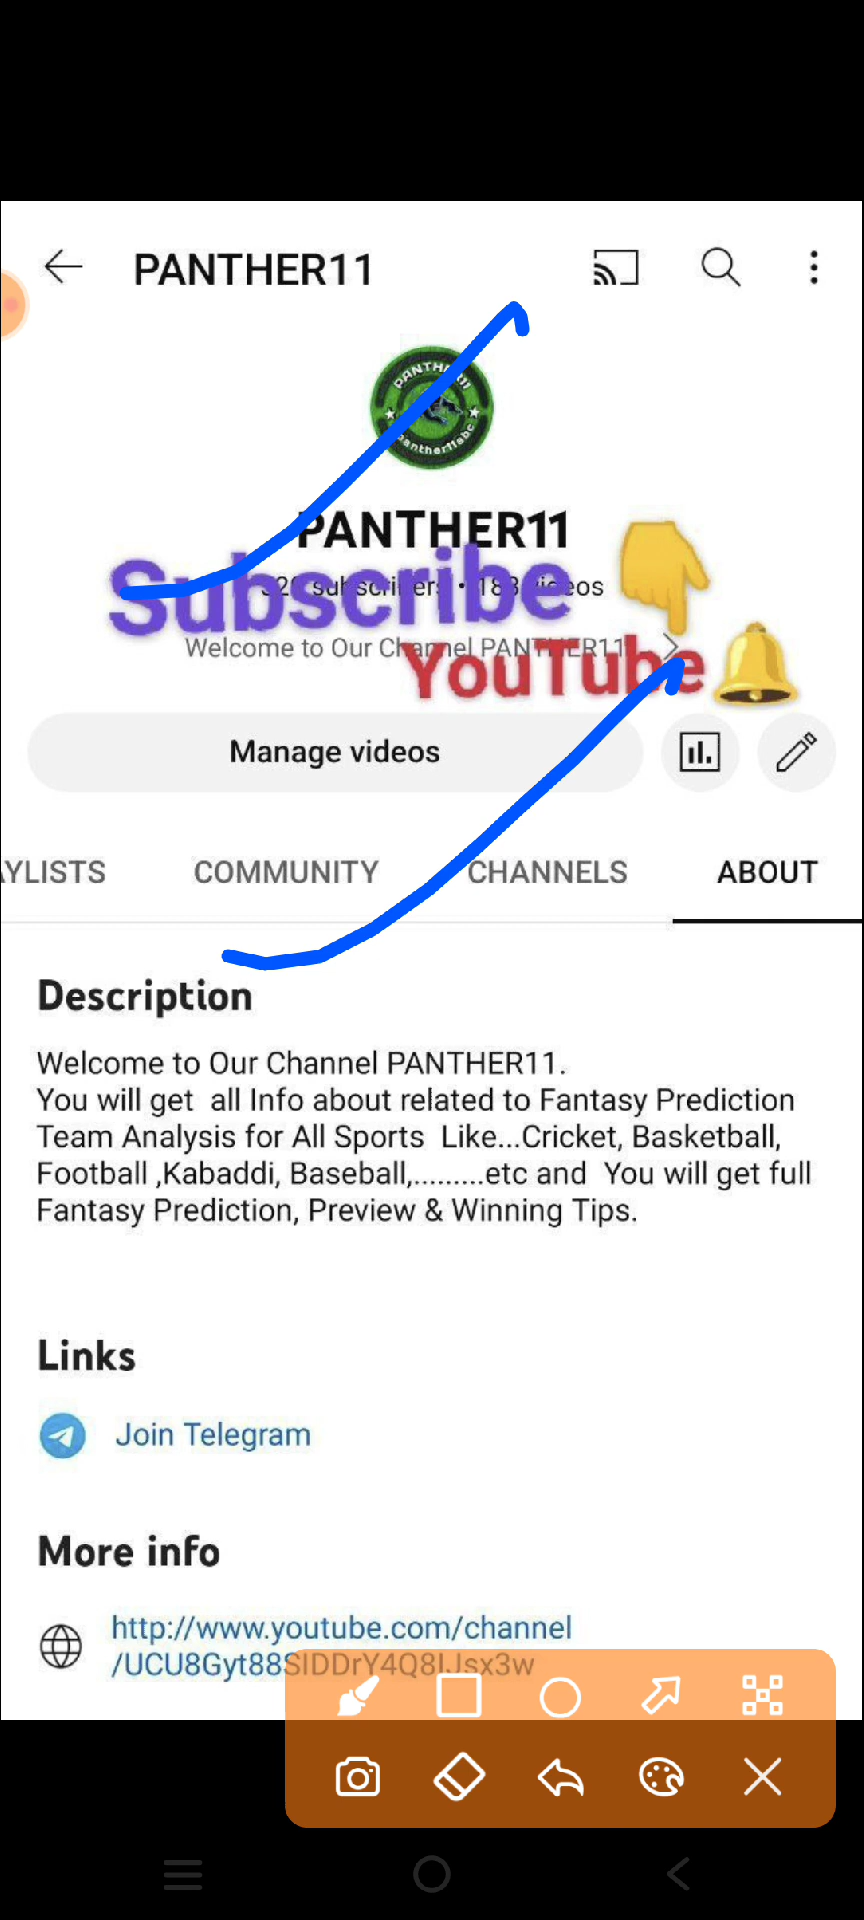 PANTHER11
PANTHER11
PANTHER11
Subscribe
videos
Welcome to Our Channel PANTHER11
YouTube
Manage videos
COMMUNITY
CHANNELS
ABOUT
Description
Welcome to Our Channel PANTHER11.
You will get all Info about related to Fantasy Prediction
Team Analysis for All Sports Like...Cricket, Basketball,
Football ,Kabaddi, Baseball,.........etc and You will get full
Fantasy Prediction, Preview & Winning Tips.
Links
Join Telegram
More info
http://www.youtube.com/channel